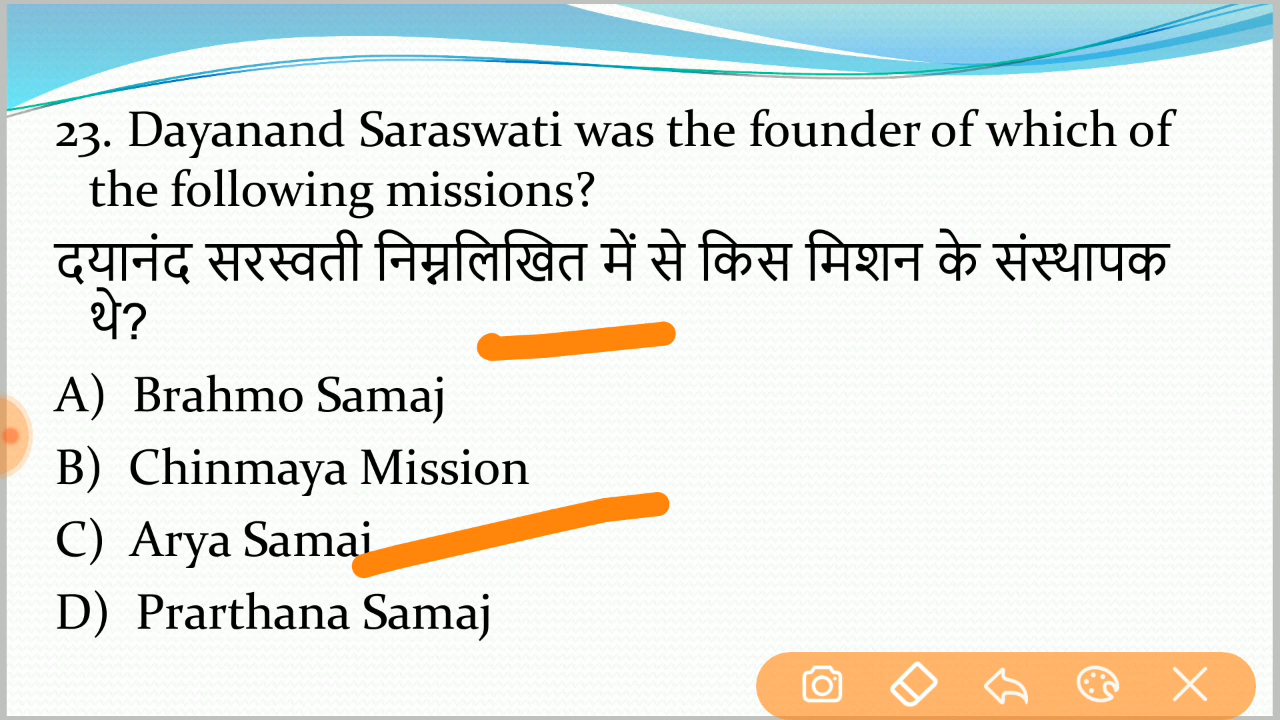 23. Dayanand Saraswati was the founder of which of
the following missions?
दयानंद सरस्वती निम्नलिखित में से किस मिशन के संस्थापक
थे?
A) Brahmo Samaj
B) Chinmaya Mission
C) Arya Samaj
D) Prarthana Samaj